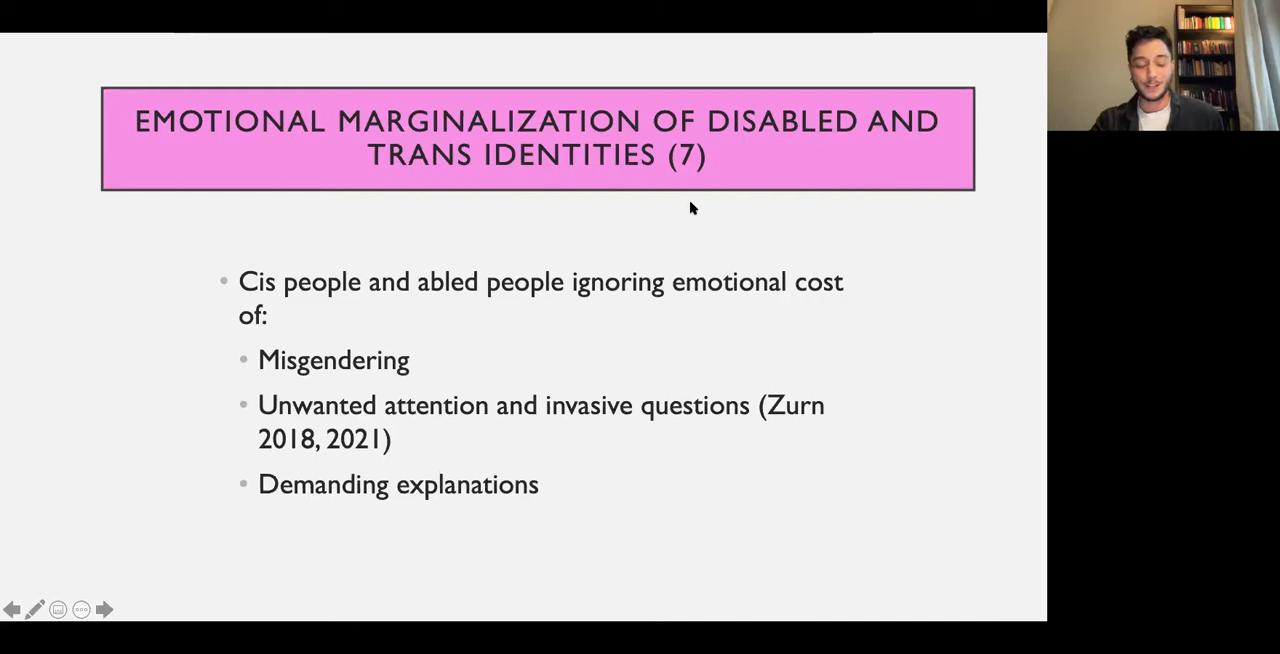 EMOTIONAL MARGINALIZATION OF DISABLED AND
TRANS IDENTITIES (7)
Cis people and abled people ignoring emotional cost
of:
Misgendering
Unwanted attention and invasive questions (Zurn
2018, 2021)
Demanding explanations